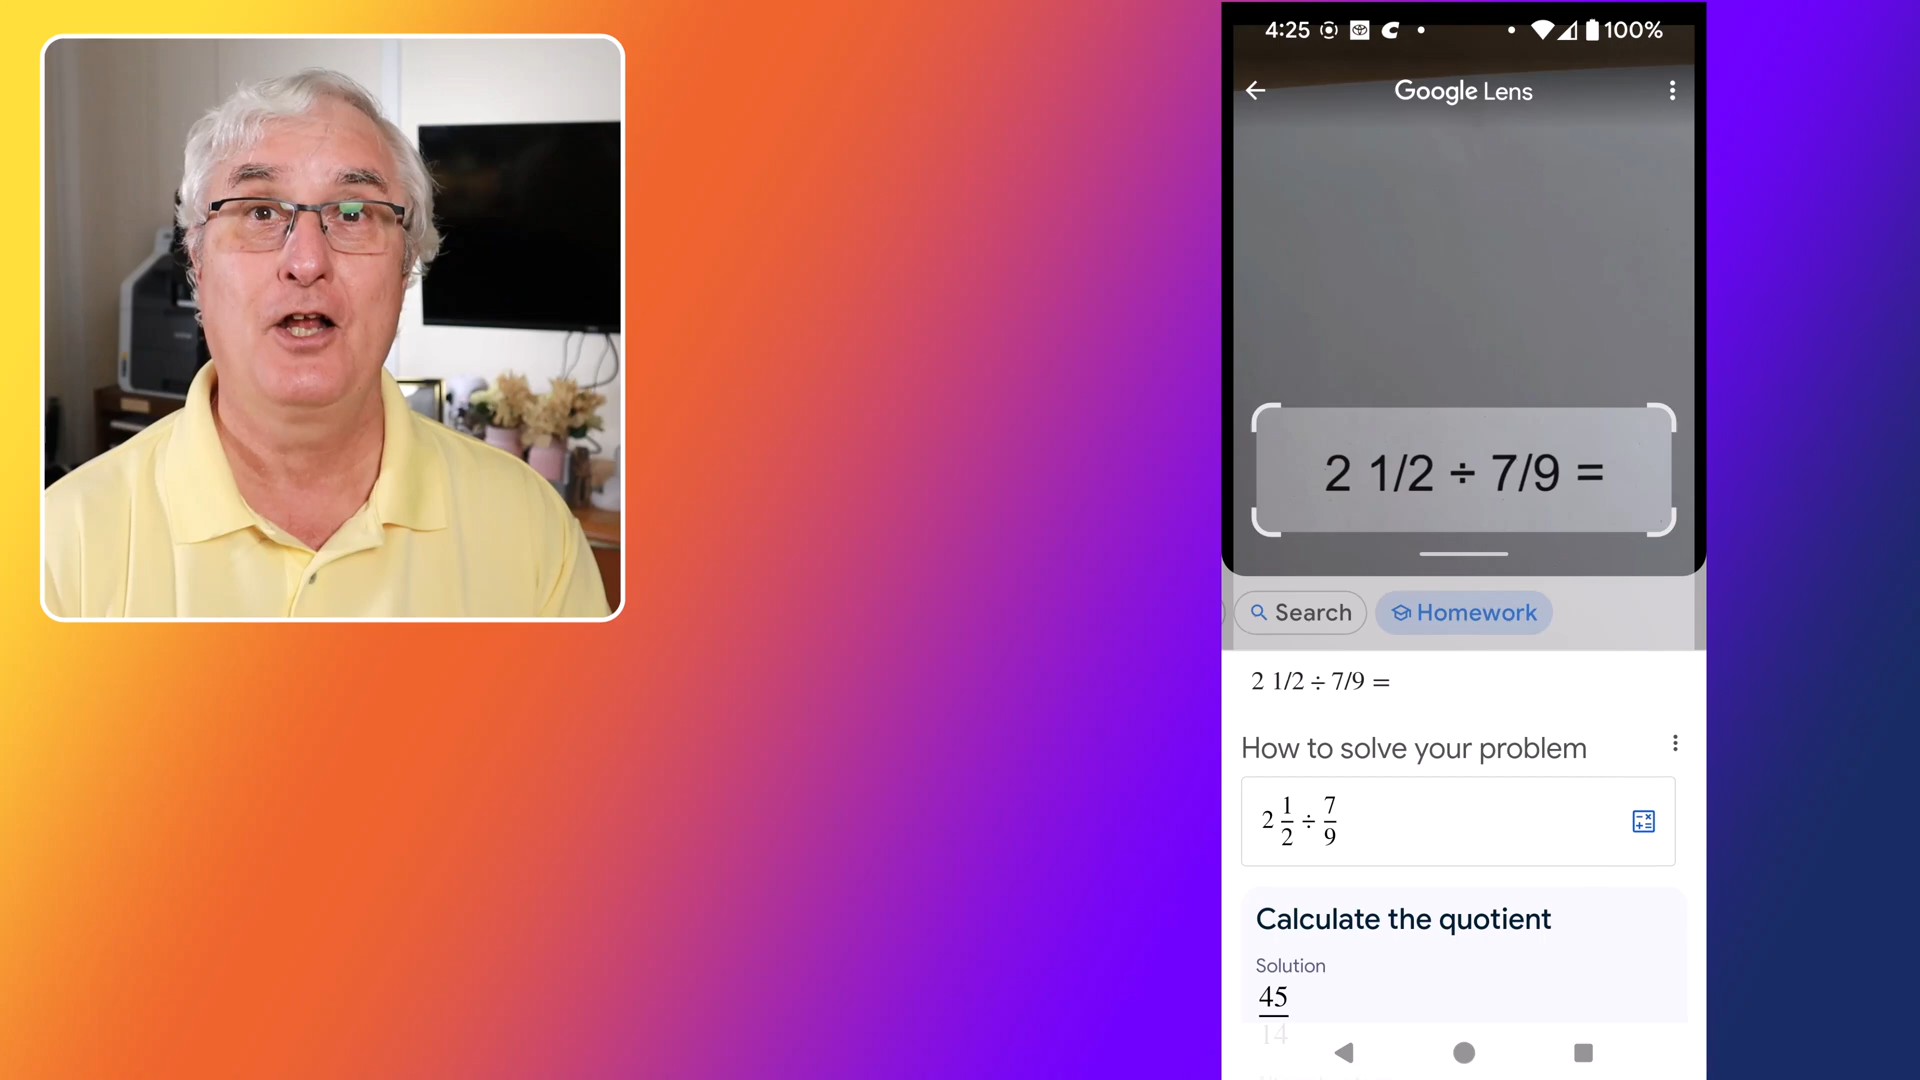 4:25
100%
Google Lens
2 1/2 ÷ 7/9 =
Search
Homework
2 1/2 ÷ 7/9 =
How to solve your problem
2 1/2 ÷ 7/9
Calculate the quotient
Solution
45
14